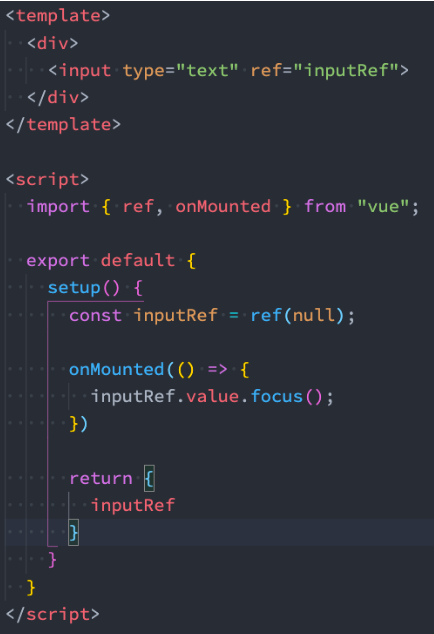 <template>
  <div>
    <input type="text" ref="inputRef">
  </div>
</template>

<script>
  import { ref, onMounted } from "vue";

  export default {
    setup() {
      const inputRef = ref(null);

      onMounted(() => {
        inputRef.value.focus();
      })

      return {
        inputRef
      }
    }
  }
</script>